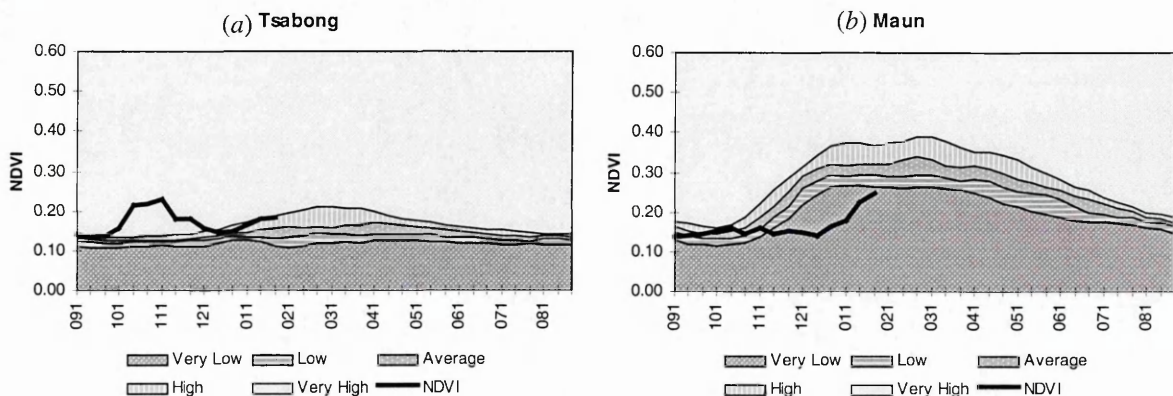 (a) Tsabong
NDVI
0.60
0.50
0.40
0.30
0.20
0.10
0.00
091
101
111
121
011
021
031
041
051
061
071
081
Very Low
Low
Average
High
Very High
NDVI
(b) Maun
NDVI
0.60
0.50
0.40
0.30
0.20
0.10
0.00
091
101
111
121
011
021
031
041
051
061
071
081
Very Low
Low
Average
High
Very High
NDVI